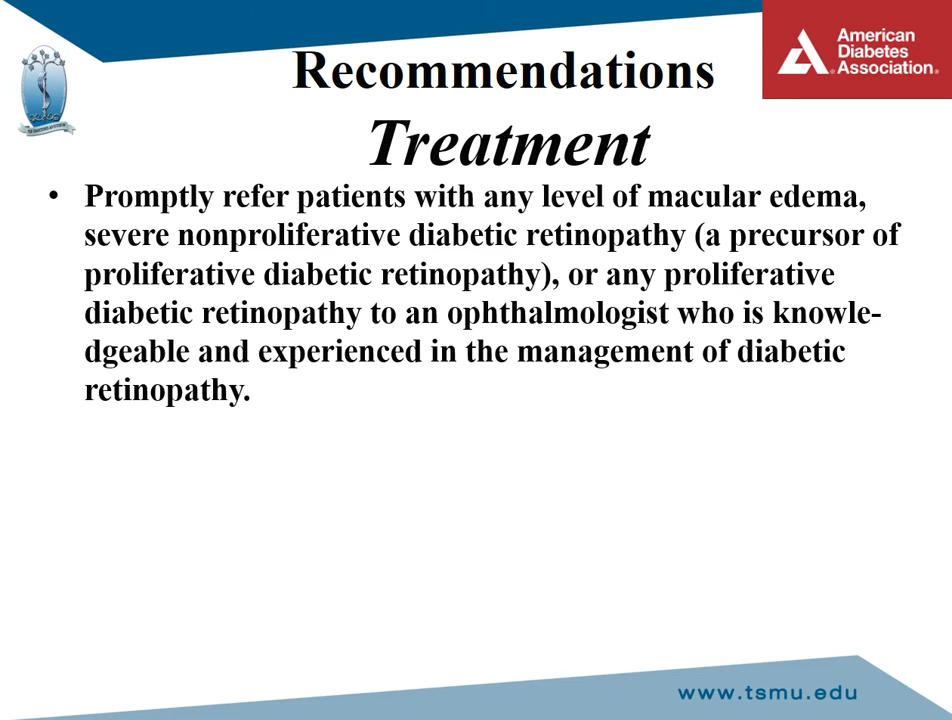 American
Diabetes
Association®
Recommendations
Treatment
• Promptly refer patients with any level of macular edema,
severe nonproliferative diabetic retinopathy (a precursor of
proliferative diabetic retinopathy), or any proliferative
diabetic retinopathy to an ophthalmologist who is knowle-
dgeable and experienced in the management of diabetic
retinopathy.
www.tsmu.edu